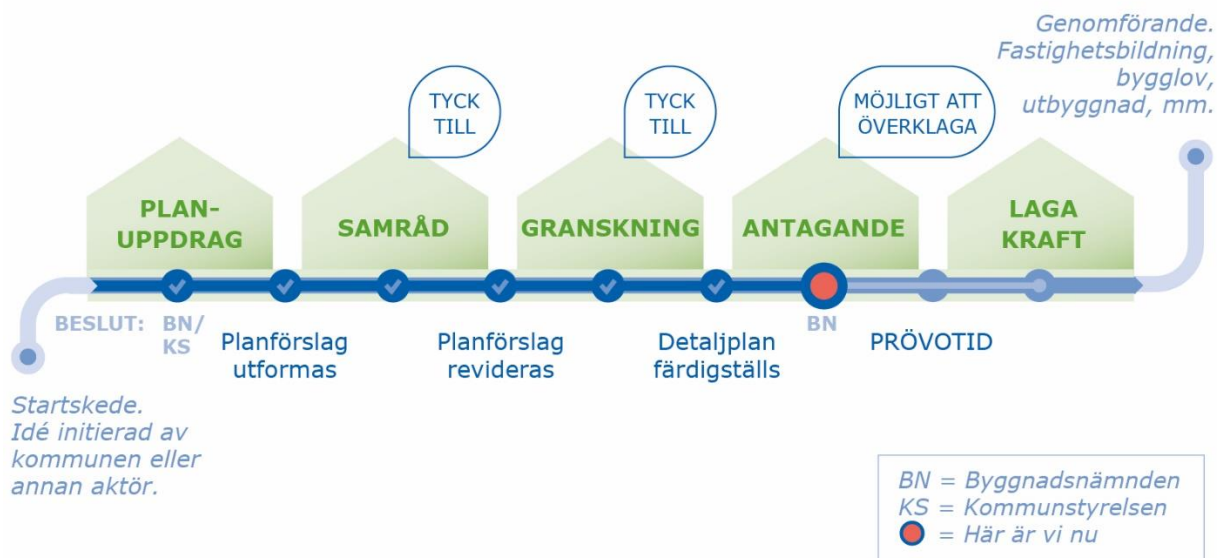 Genomförande.
Fastighetsbildning,
bygglov,
utbyggnad, mm.
TYCK
TILL
TYCK
TILL
MÖJLIGT ATT
ÖVERKLAGA
PLAN-
UPPDRAG
SAMRÅD
GRANSKNING
ANTAGANDE
LAGA
KRAFT
BESLUT:
BN/
KS
Planförslag
utformas
Planförslag
revideras
Detaljplan
färdigställs
BN
PRÖVOTID
Startskede.
Idé initierad av
kommunen eller
annan aktör.
BN = Byggnadsnämnden
KS = Kommunstyrelsen
= Här är vi nu